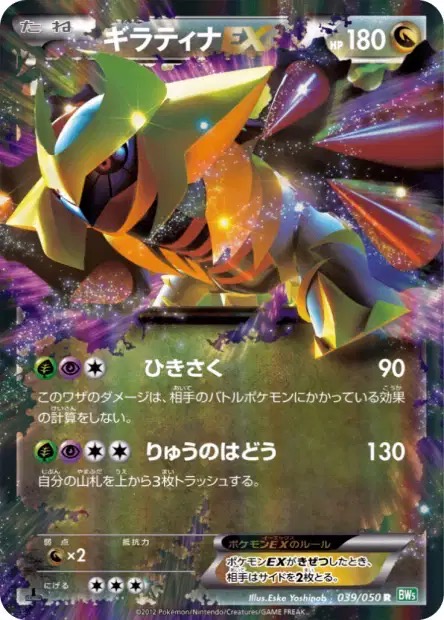 たね ギラティナEX HP180
ひきさく 90
このワザのダメージは、相手のバトルポケモンにかかっている効果
の計算をしない。
りゅうのはどう 130
自分の山札を上から3枚トラッシュする。
弱点 抵抗力
×2
ポケモンEXのルール
ポケモンEXがきぜつしたとき、
相手はサイドを2枚とる。
にげる
Illus.Eske Yoshinob 039/050 R BW5
©2012 Pokémon/Nintendo/Creatures/GAME FREAK.